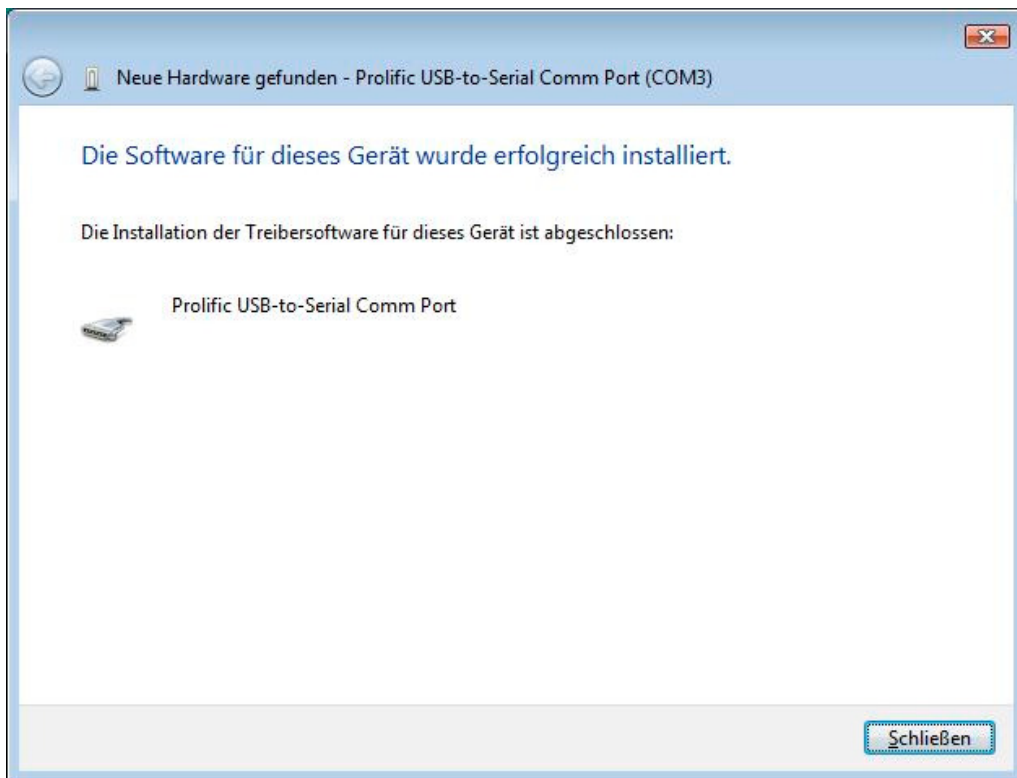 Neue Hardware gefunden - Prolific USB-to-Serial Comm Port (COM3)
Die Software für dieses Gerät wurde erfolgreich installiert.
Die Installation der Treibersoftware für dieses Gerät ist abgeschlossen:
Prolific USB-to-Serial Comm Port
Schließen